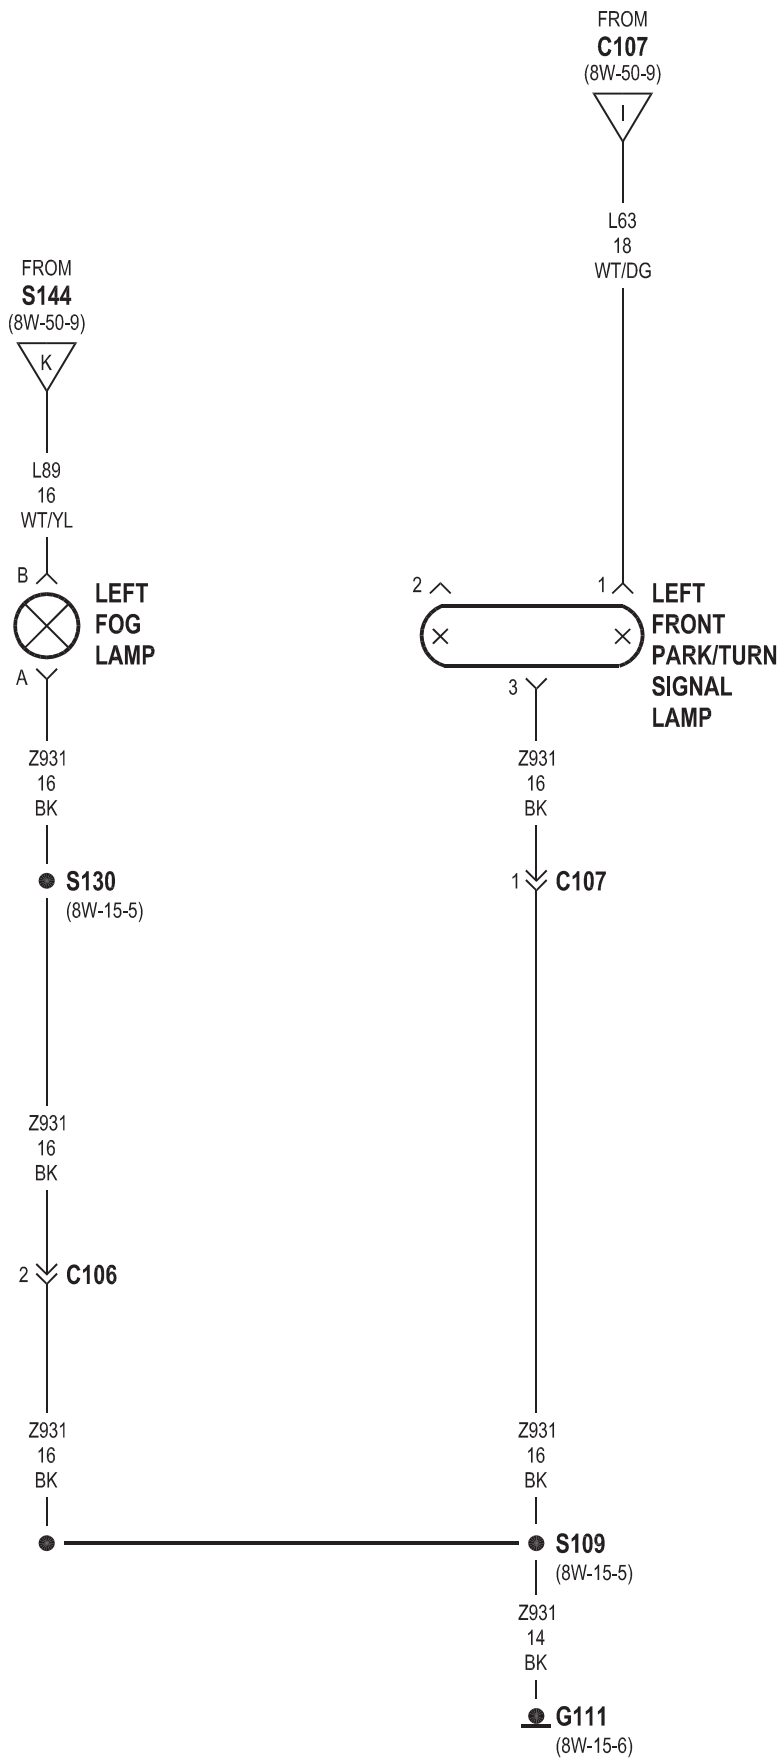 FROM
C107
(8W-50-9)
I
L63
18
WT/DG
FROM
S144
(8W-50-9)
K
L89
16
WT/YL
B
LEFT
FOG
LAMP
A
2
1
LEFT
FRONT
PARK/TURN
SIGNAL
LAMP
3
Z931
16
BK
Z931
16
BK
S130
(8W-15-5)
1
C107
Z931
16
BK
2
C106
Z931
16
BK
Z931
16
BK
S109
(8W-15-5)
Z931
14
BK
G111
(8W-15-6)